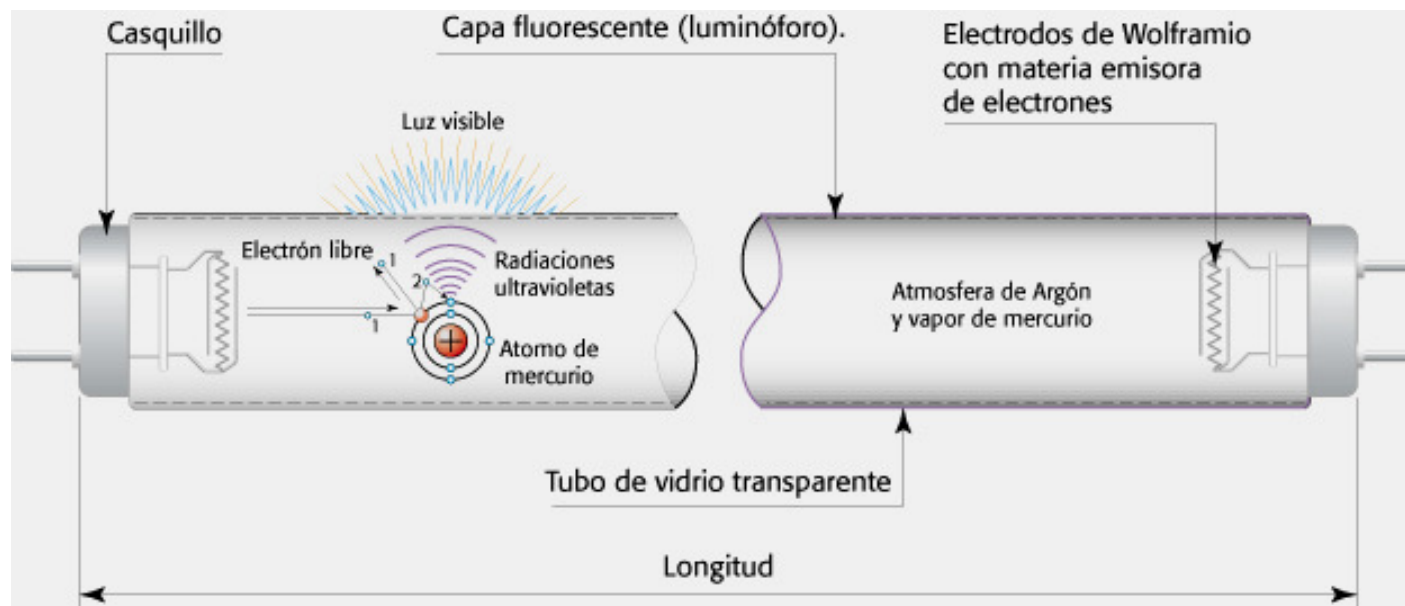 Casquillo
Capa fluorescente (luminóforo).
Electrodos de Wolframio
con materia emisora
de electrones
Luz visible
Electrón libre
1
2
1
Radiaciones
ultravioletas
Atomo de
mercurio
+
Atmosfera de Argón
y vapor de mercurio
Tubo de vidrio transparente
Longitud